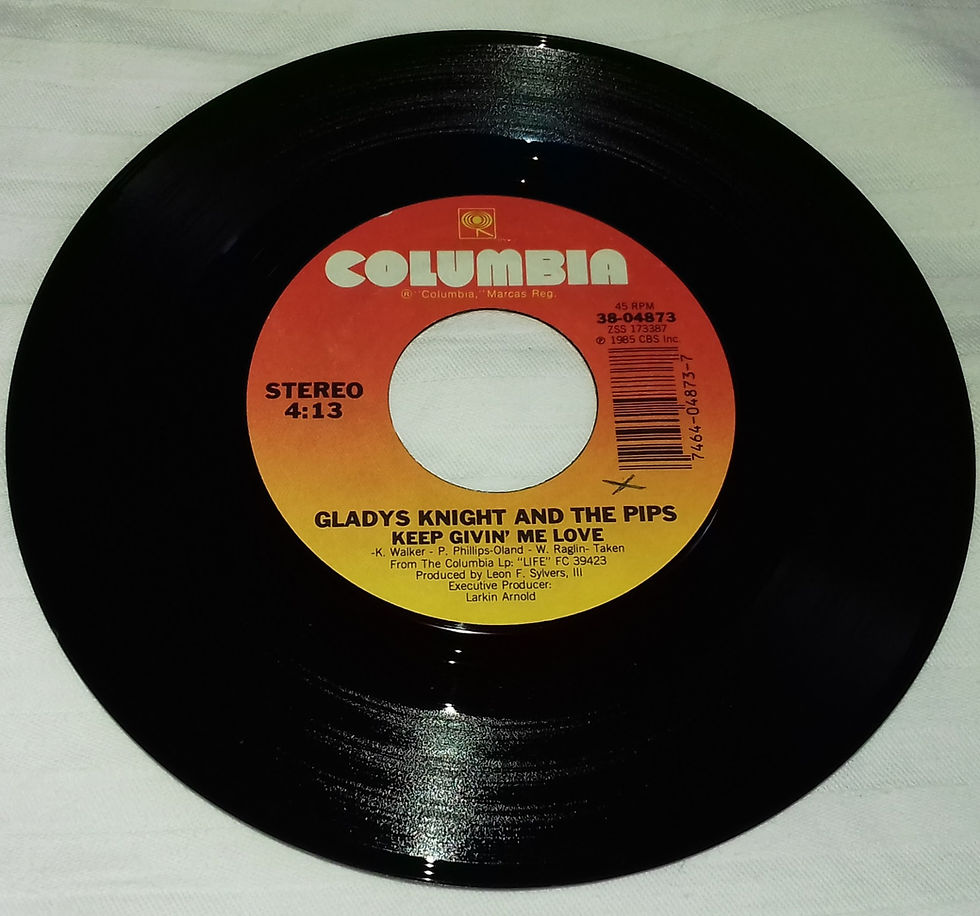 COLUMBIA
® "Columbia," Marcas Reg.
45 RPM
38-04873
ZSS 173387
℗ 1985 CBS Inc.
7464-04873-7
STEREO
4:13
GLADYS KNIGHT AND THE PIPS
KEEP GIVIN' ME LOVE
-K. Walker - P. Phillips-Oland - W. Raglin- Taken
From The Columbia Lp: "LIFE" FC 39423
Produced by Leon F. Sylvers, III
Executive Producer:
Larkin Arnold